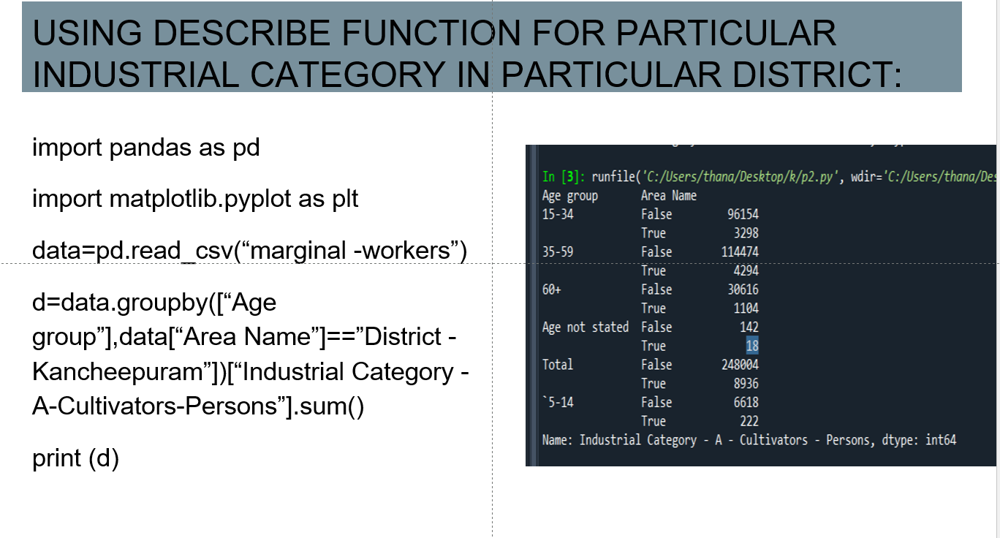 USING DESCRIBE FUNCTION FOR PARTICULAR
INDUSTRIAL CATEGORY IN PARTICULAR DISTRICT:
import pandas as pd
import matplotlib.pyplot as plt
data=pd.read_csv(“marginal -workers”)
d=data.groupby([“Age
group”],data[“Area Name”]==”District -
Kancheepuram”])[“Industrial Category -
A-Cultivators-Persons”].sum()
print (d)
In [3]: runfile('C:/Users/thana/Desktop/k/p2.py', wdir='C:/Users/thana/Des
Age group Area Name
15-34 False 96154
True 3298
35-59 False 114474
True 4294
60+ False 30616
True 1104
Age not stated False 142
True 18
Total False 248004
True 8936
`5-14 False 6618
True 222
Name: Industrial Category - A - Cultivators - Persons, dtype: int64